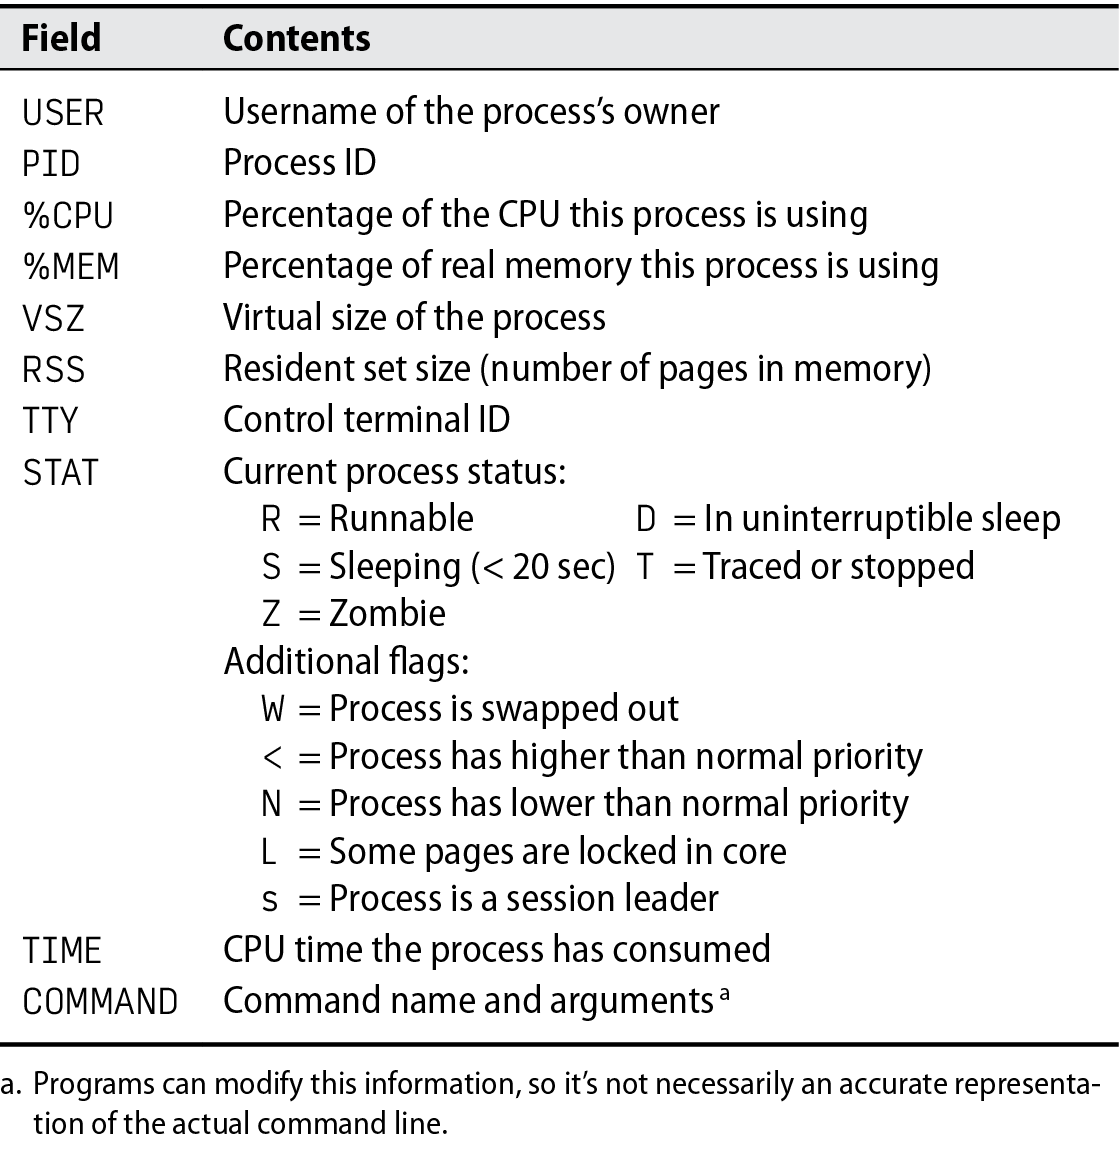 Field Contents
USER Username of the process’s owner
PID Process ID
%CPU Percentage of the CPU this process is using
%MEM Percentage of real memory this process is using
VSZ Virtual size of the process
RSS Resident set size (number of pages in memory)
TTY Control terminal ID
STAT Current process status:
R = Runnable D = In uninterruptible sleep
S = Sleeping (< 20 sec) T = Traced or stopped
Z = Zombie
Additional flags:
W = Process is swapped out
< = Process has higher than normal priority
N = Process has lower than normal priority
L = Some pages are locked in core
s = Process is a session leader
TIME CPU time the process has consumed
COMMAND Command name and arguments a
a. Programs can modify this information, so it’s not necessarily an accurate representa-
tion of the actual command line.